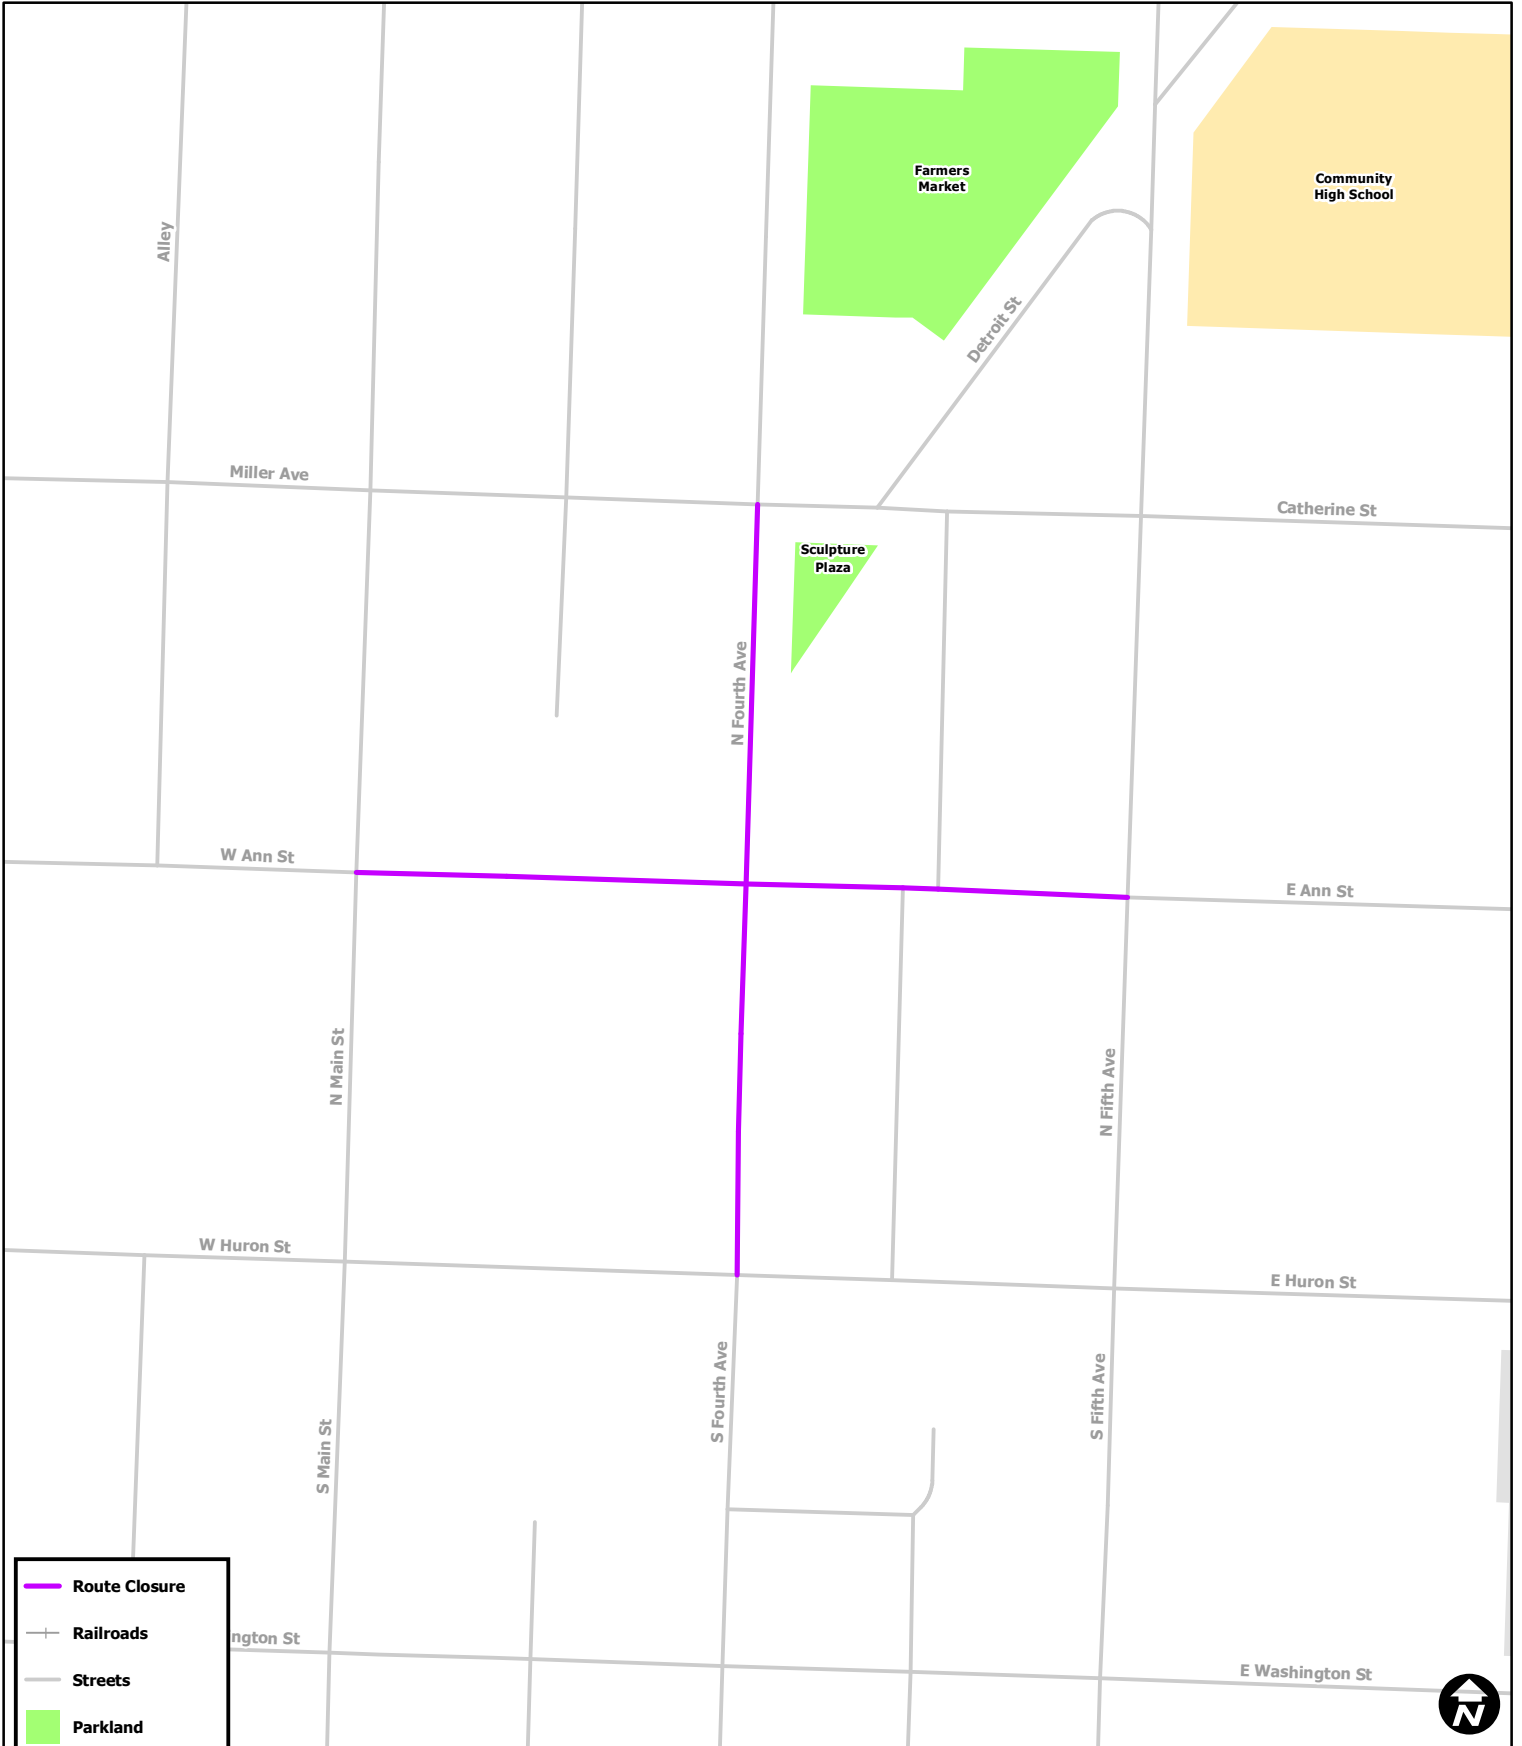 Farmers
Market
Community
High School
Alley
Detroit St
Miller Ave
Catherine St
Sculpture
Plaza
N Fourth Ave
W Ann St
E Ann St
N Main St
N Fifth Ave
W Huron St
E Huron St
S Fourth Ave
S Fifth Ave
S Main St
Route Closure
Railroads
Streets
Parkland
ngton St
E Washington St
N